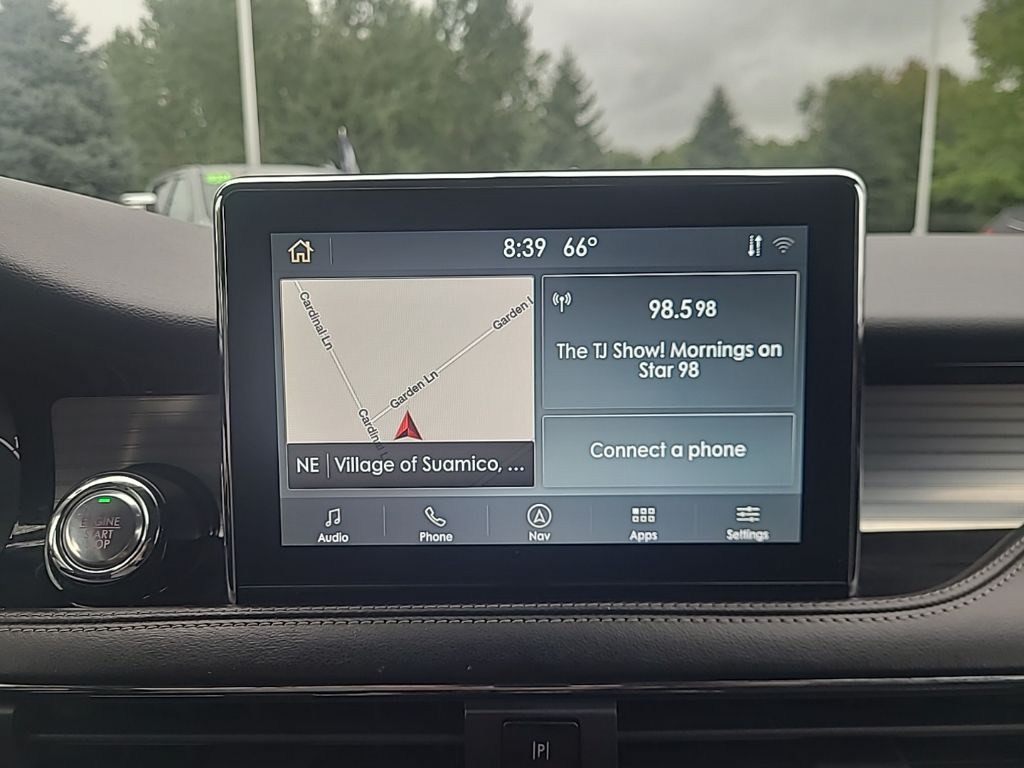 8:39 66°
Cardinal Ln
Garden L
Garden Ln
Cardinal L
NE Village of Suamico, ...
98.5 98
The TJ Show! Mornings on
Star 98
Connect a phone
Audio
Phone
Nav
Apps
Settings
ENGINE
START
STOP
P